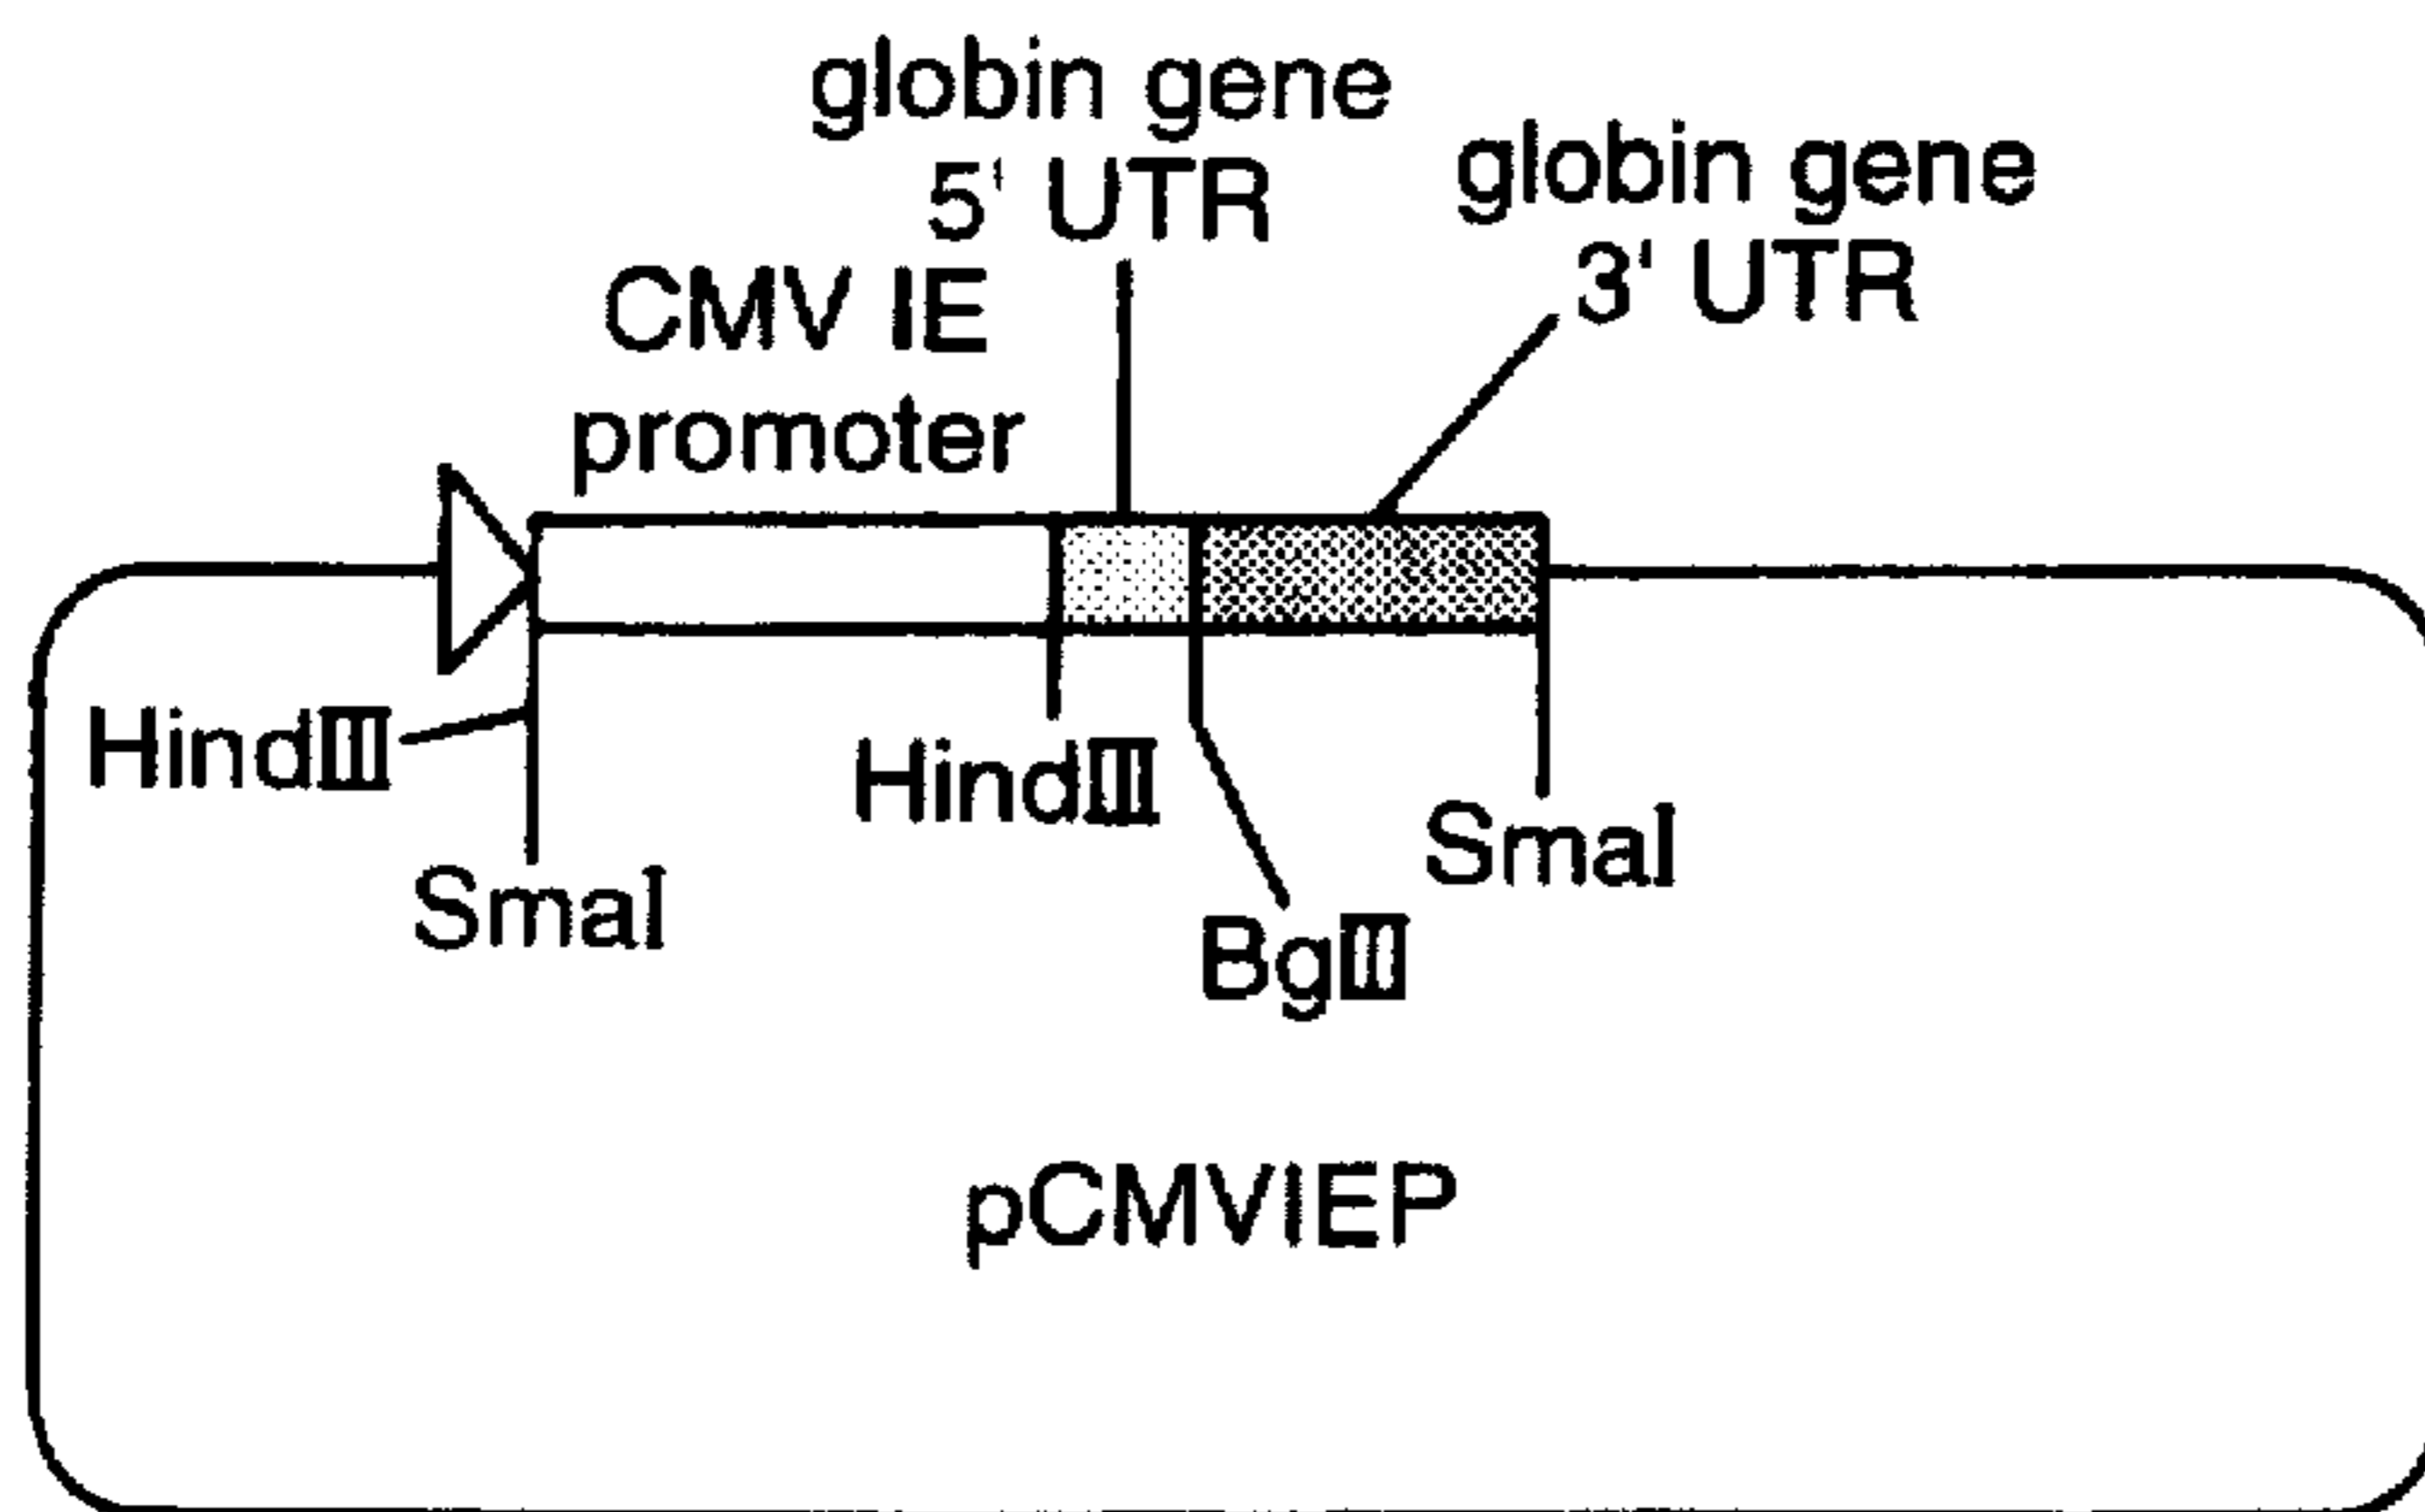 globin gene
5' UTR
globin gene
3' UTR
CMV IE
promoter
HindIII
SmaI
HindIII
BglII
SmaI
pCMVIEP